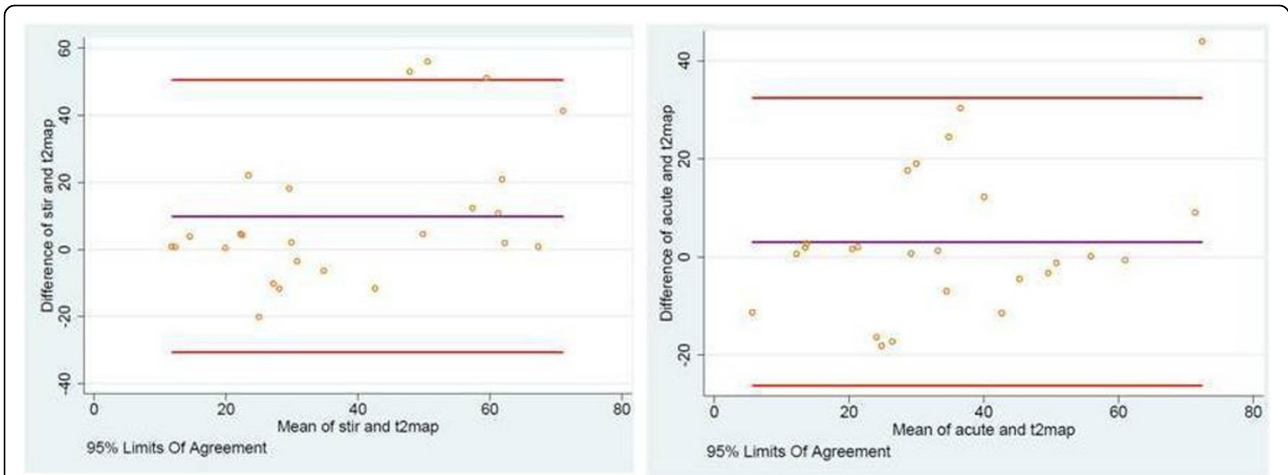 Difference of stir and t2map
60
40
20
0
-20
-40
0 20 40 60 80
Mean of stir and t2map
95% Limits Of Agreement
Difference of acute and t2map
40
20
0
-20
0 20 40 60 80
Mean of acute and t2map
95% Limits Of Agreement